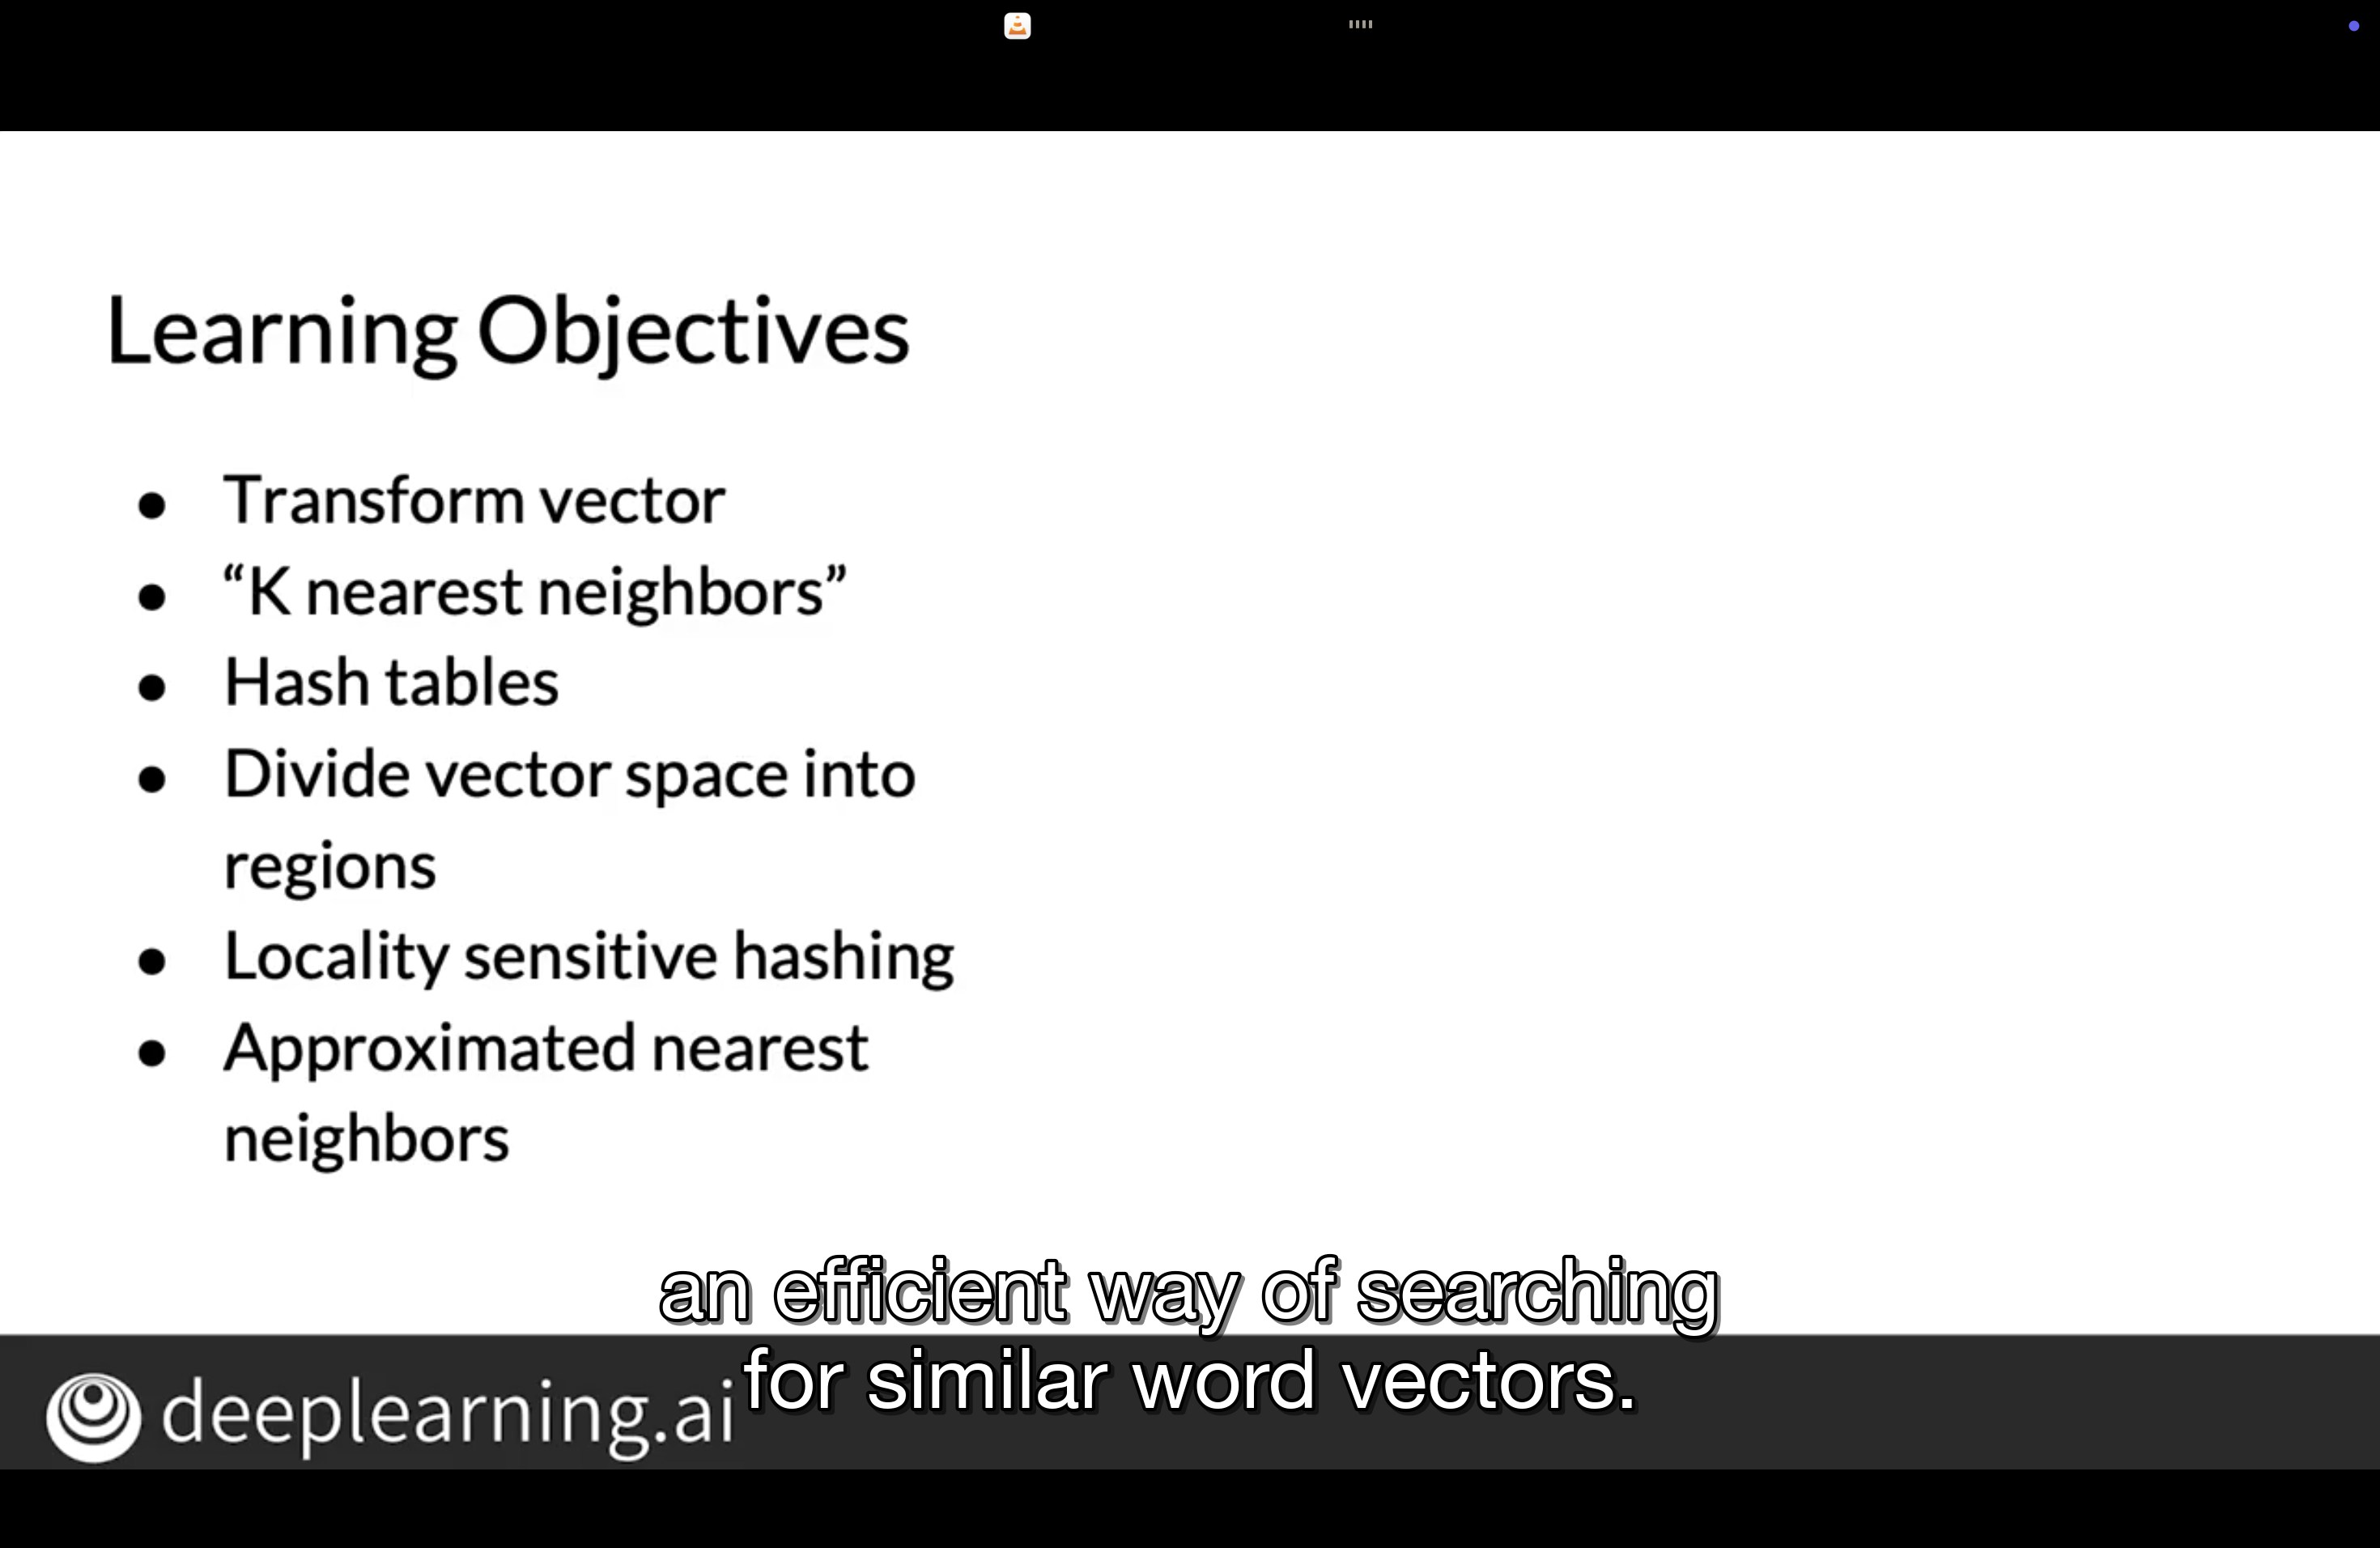 Learning Objectives
● Transform vector
● “K nearest neighbors”
● Hash tables
● Divide vector space into
regions
● Locality sensitive hashing
● Approximated nearest
neighbors
an efficient way of searching
for similar word vectors.
deeplearning.ai